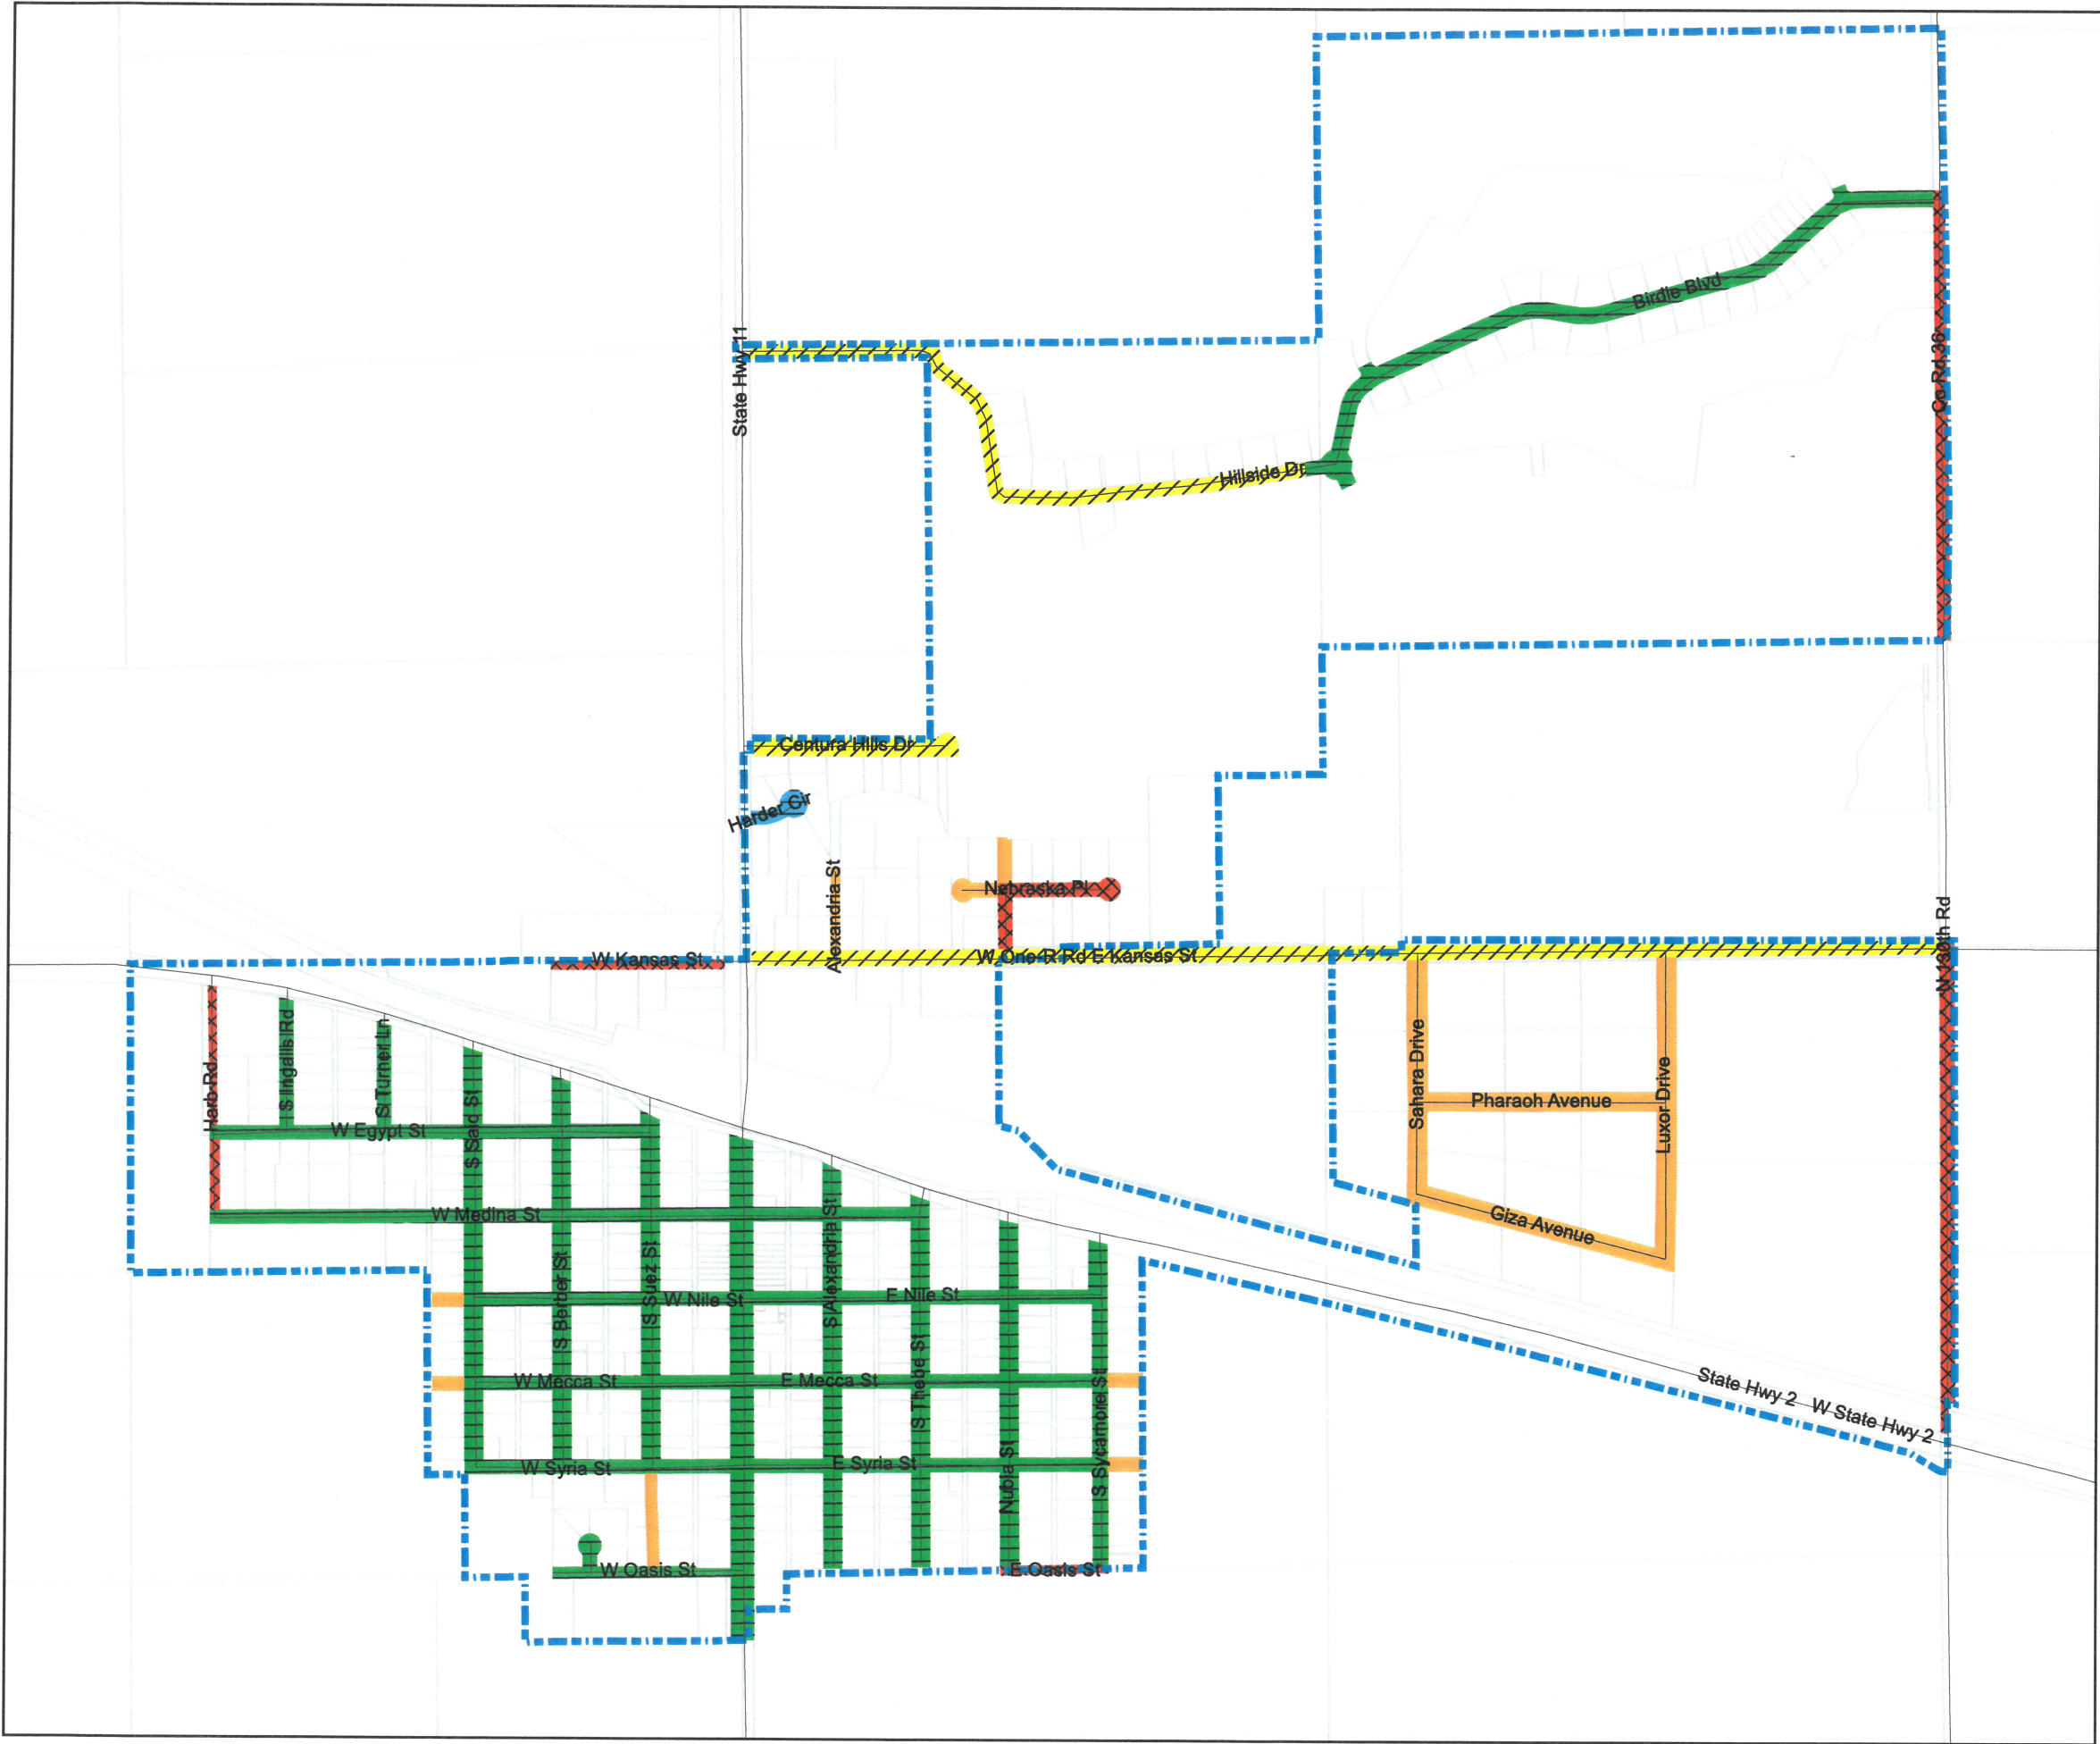 Birdie Blvd
State Hwy 11
Co Rd 36
Hillside Dr
Centura Hills Dr
Harder Cir
Alexandria St
Nebraska Pl
W Kansas St
W One-R Rd E Kansas St
N 130th Rd
Harb Rd
S Ingalls Rd
S Turner Ln
S Said St
W Egypt St
Sahara Drive
Pharaoh Avenue
Luxor Drive
Giza Avenue
W Medina St
S Berber St
S Suez St
S Alexandria St
W Nile St
E Nile St
S Thebe St
W Mecca St
E Mecca St
S Sycamore St
Nubia St
State Hwy 2
W State Hwy 2
W Syria St
E Syria St
W Oasis St
E Oasis St